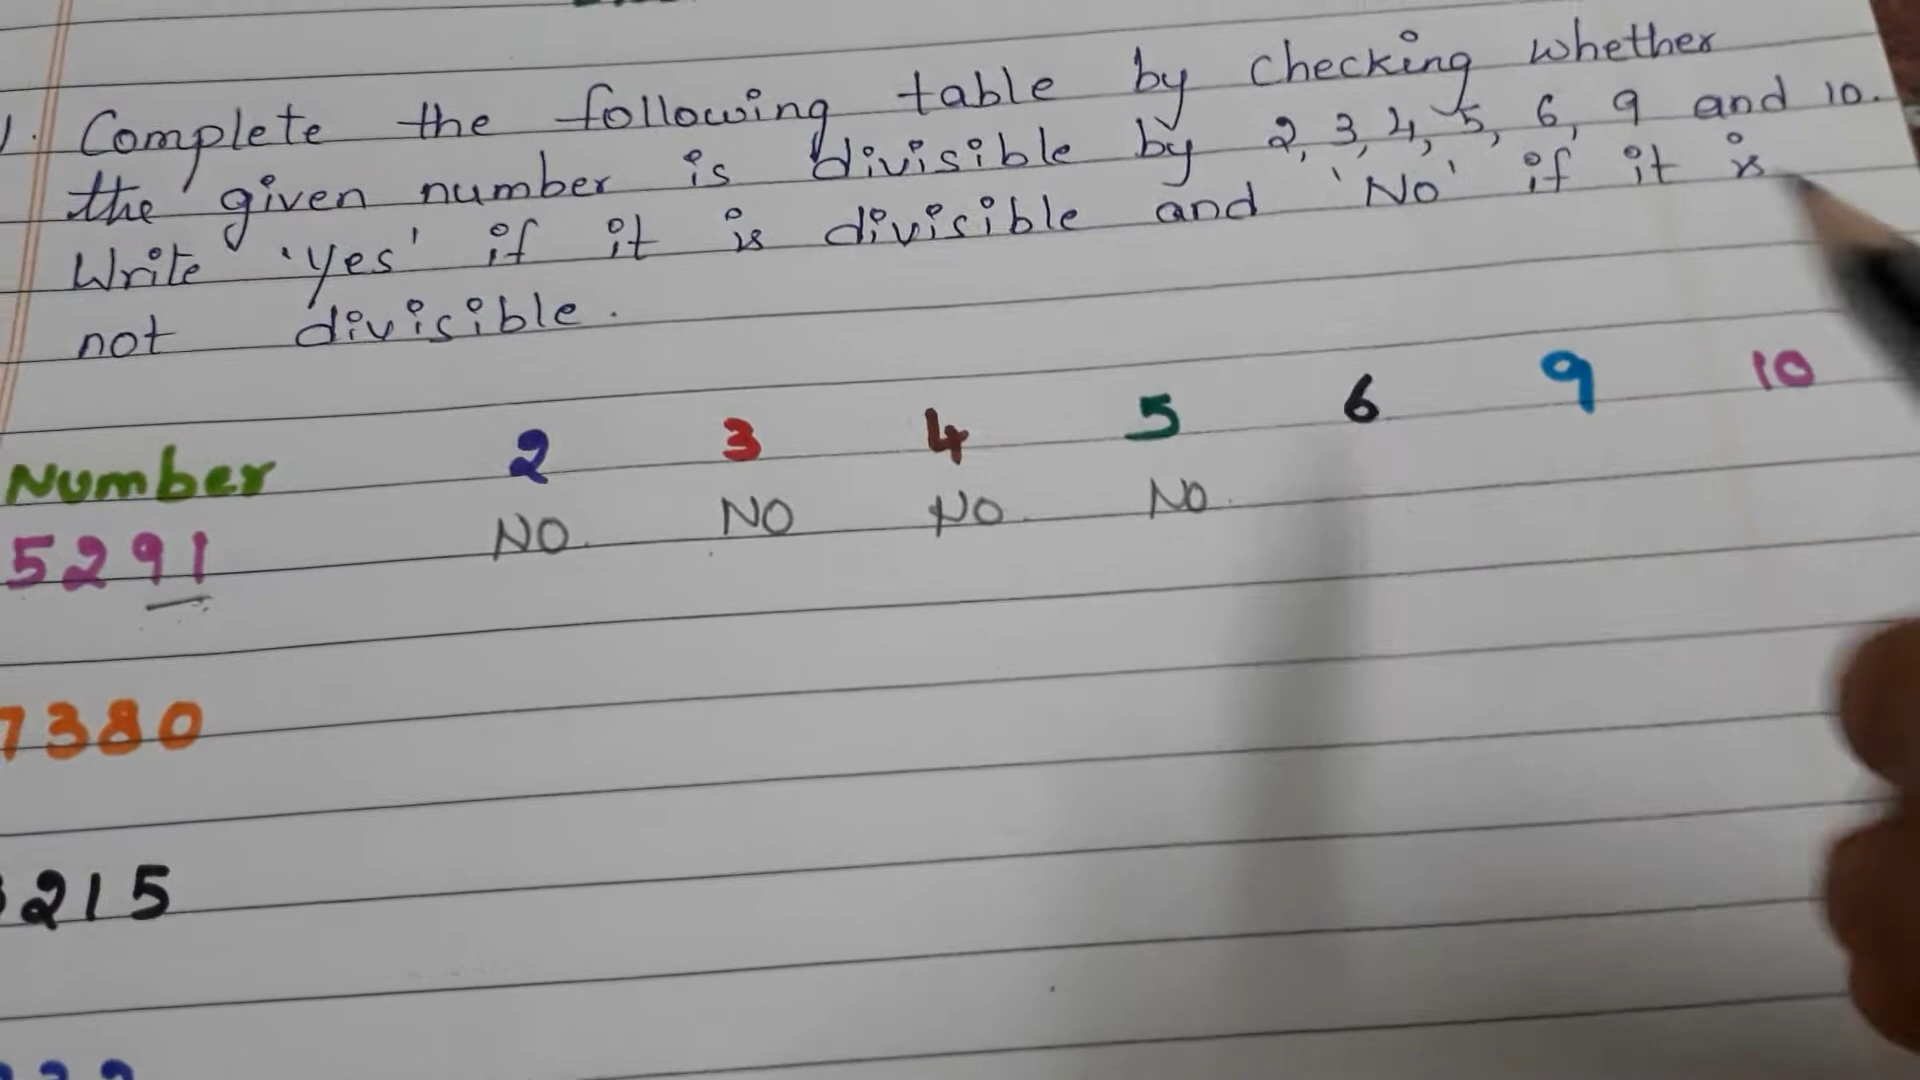 1. Complete the following table by checking whether
the given number is divisible by 2, 3, 4, 5, 6, 9 and 10.
Write 'yes' if it is divisible and 'No' if it is
not divisible.
Number 2 3 4 5 6 9 10
5291 NO NO NO NO
7380
215